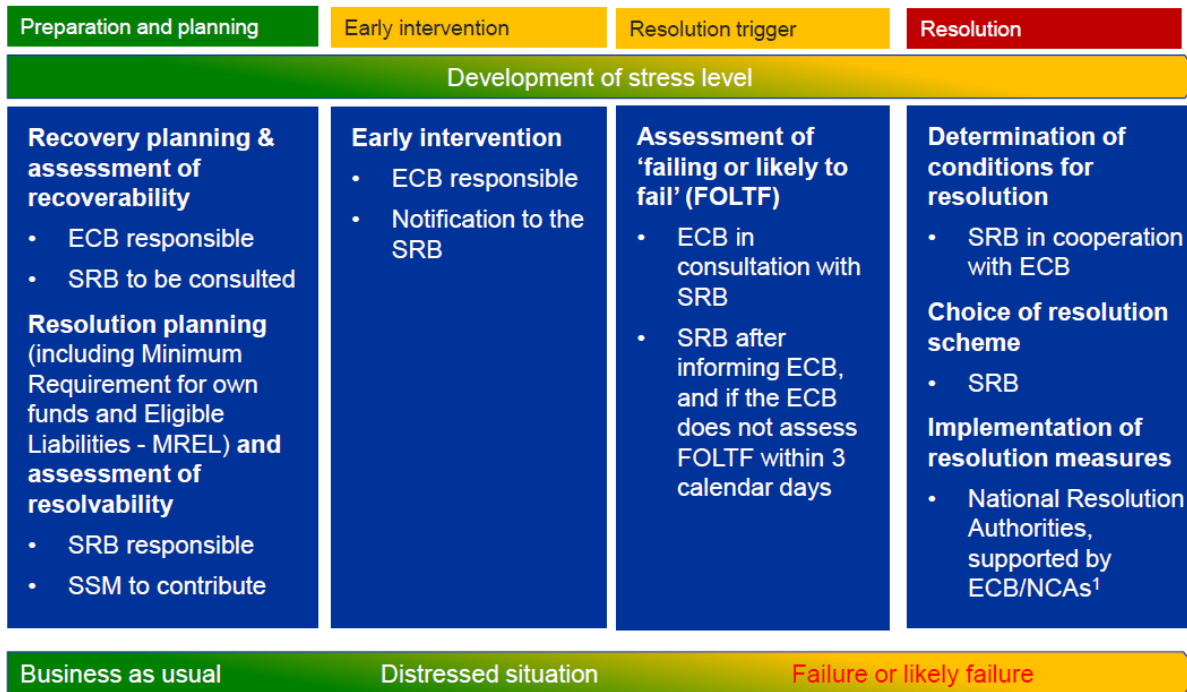 Preparation and planning
Early intervention
Resolution trigger
Resolution
Development of stress level
Recovery planning &
assessment of
recoverability
• ECB responsible
• SRB to be consulted
Resolution planning
(including Minimum
Requirement for own
funds and Eligible
Liabilities - MREL) and
assessment of
resolvability
• SRB responsible
• SSM to contribute
Early intervention
• ECB responsible
• Notification to the
SRB
Assessment of
‘failing or likely to
fail’ (FOLTF)
• ECB in
consultation with
SRB
• SRB after
informing ECB,
and if the ECB
does not assess
FOLTF within 3
calendar days
Determination of
conditions for
resolution
• SRB in cooperation
with ECB
Choice of resolution
scheme
• SRB
Implementation of
resolution measures
• National Resolution
Authorities,
supported by
ECB/NCAs¹
Business as usual
Distressed situation
Failure or likely failure